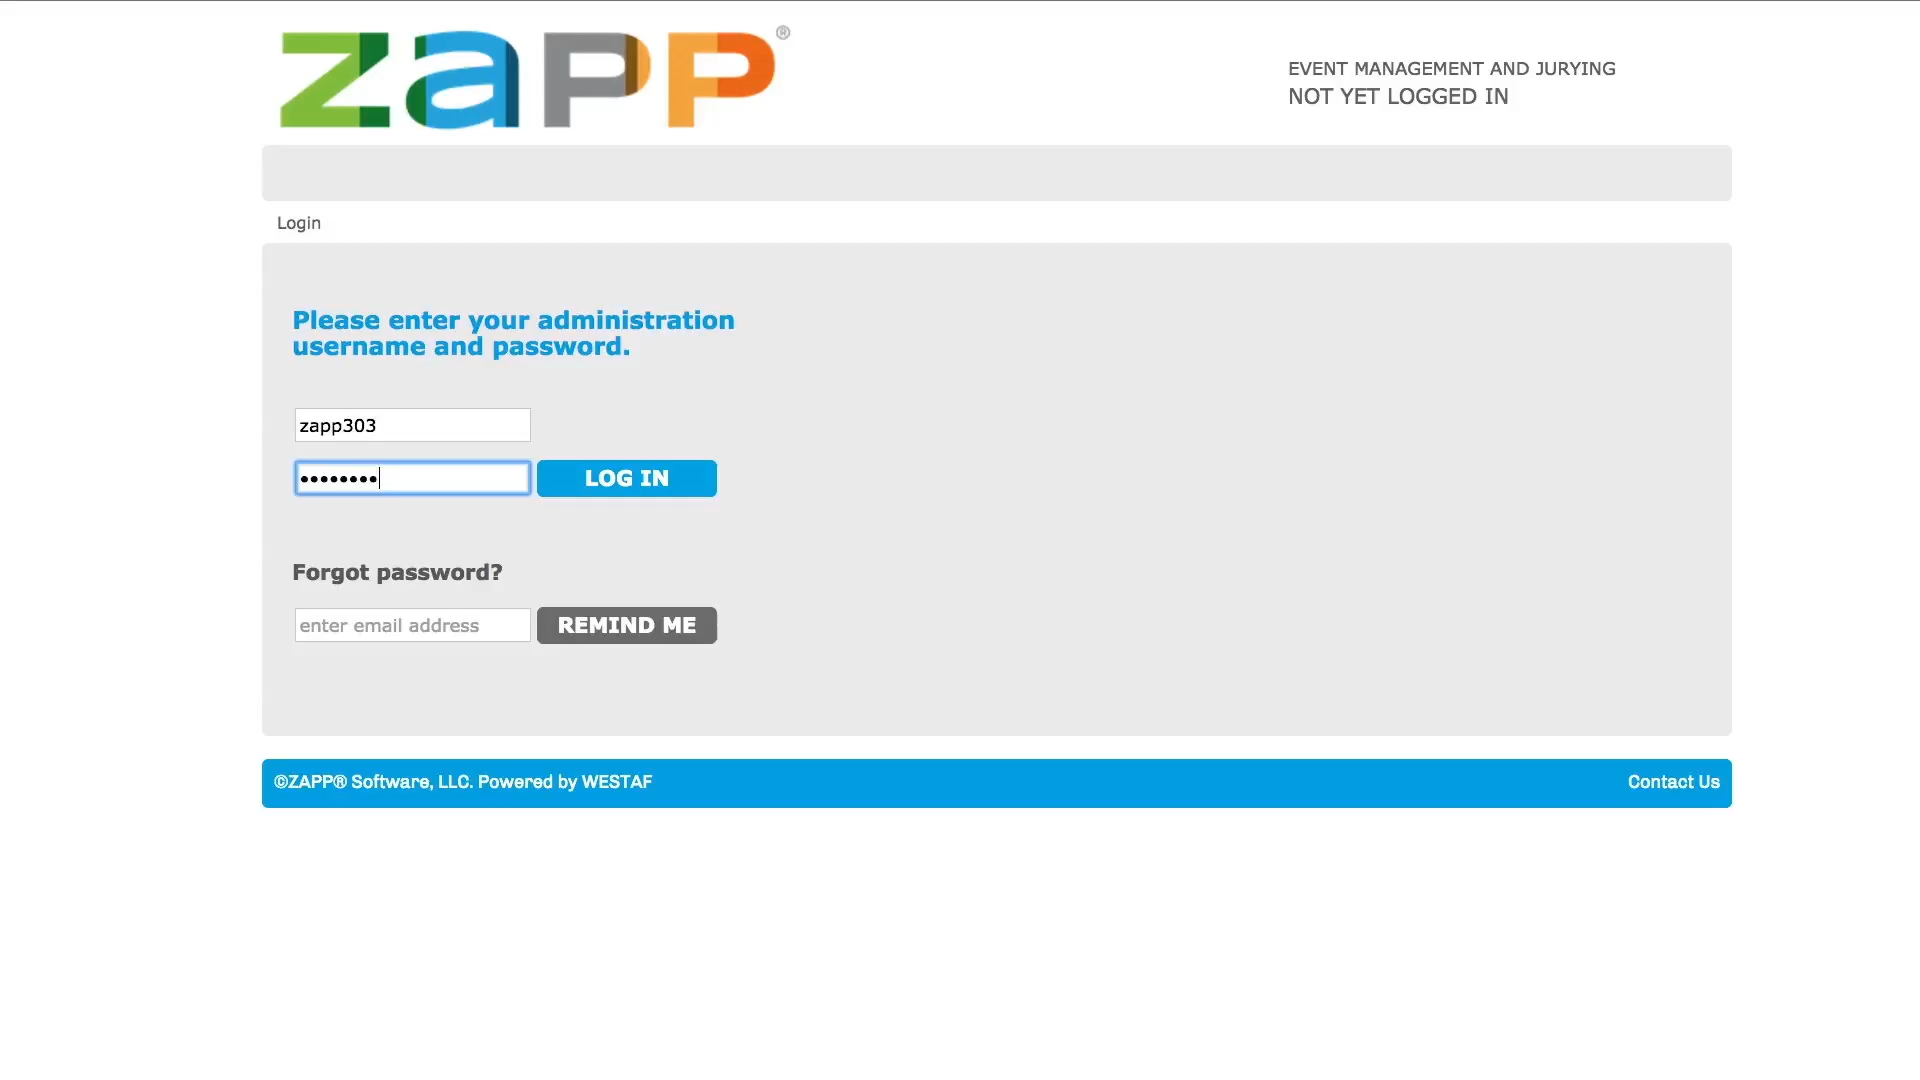 zapp®
EVENT MANAGEMENT AND JURYING
NOT YET LOGGED IN
Login
Please enter your administration
username and password.
zapp303
••••••••
LOG IN
Forgot password?
enter email address
REMIND ME
©ZAPP® Software, LLC. Powered by WESTAF
Contact Us